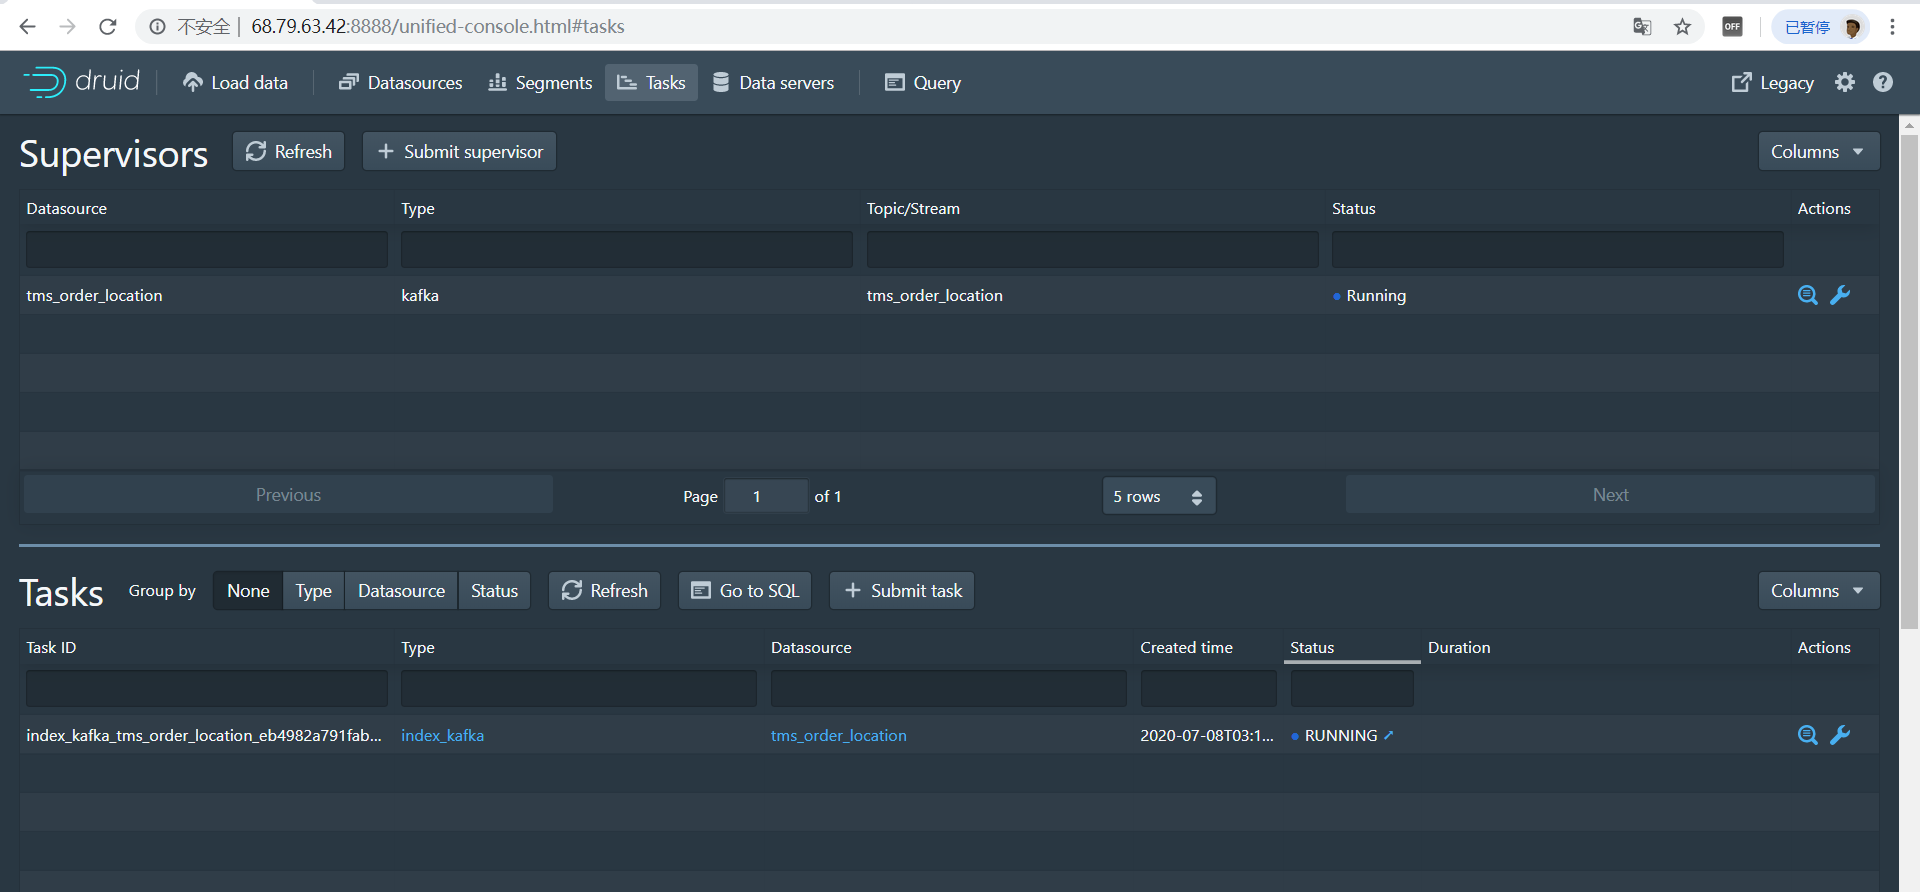 不安全 | 68.79.63.42:8888/unified-console.html#tasks OFF 已暂停
druid Load data Datasources Segments Tasks Data servers Query Legacy
Supervisors Refresh Submit supervisor Columns
Datasource Type Topic/Stream Status Actions
tms_order_location kafka tms_order_location Running
Previous Page 1 of 1 5 rows Next
Tasks Group by None Type Datasource Status Refresh Go to SQL Submit task Columns
Task ID Type Datasource Created time Status Duration Actions
index_kafka_tms_order_location_eb4982a791fab... index_kafka tms_order_location 2020-07-08T03:1... RUNNING